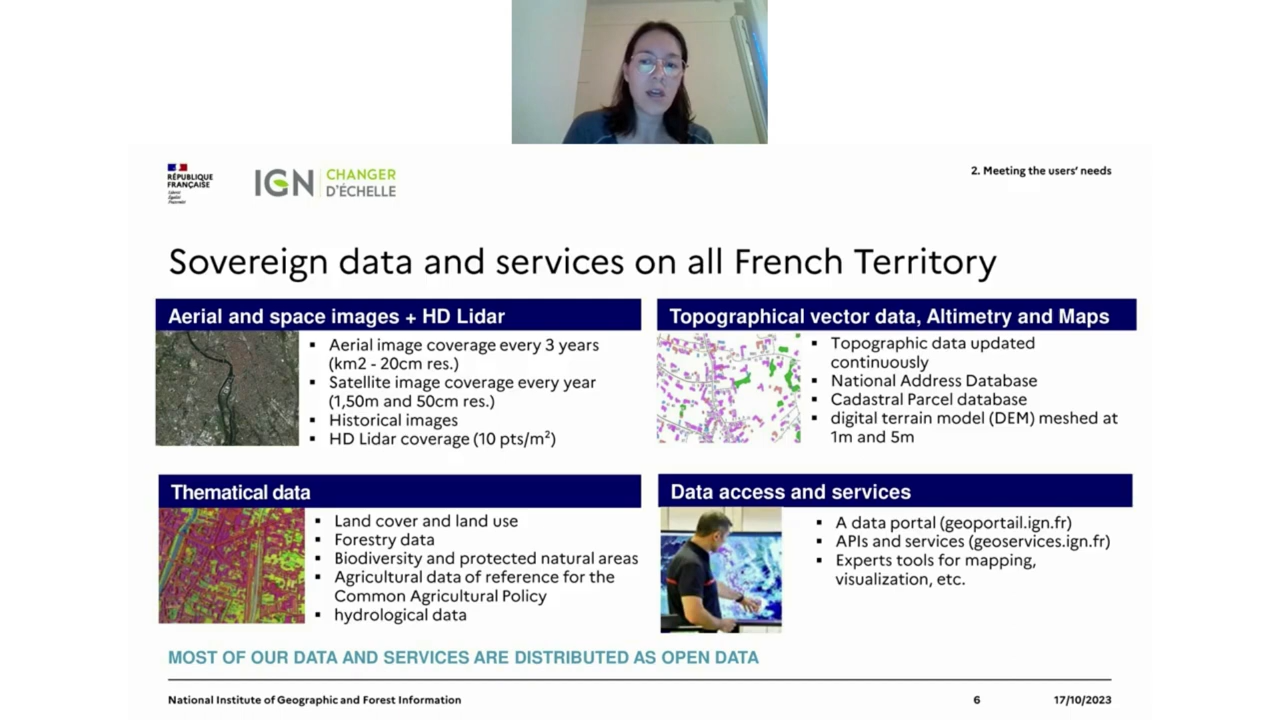 RÉPUBLIQUE
FRANÇAISE
Liberté
Égalité
Fraternité
IGN
CHANGER
D'ÉCHELLE
2. Meeting the users' needs
Sovereign data and services on all French Territory
Aerial and space images + HD Lidar
▪ Aerial image coverage every 3 years
(km2 - 20cm res.)
▪ Satellite image coverage every year
(1,50m and 50cm res.)
▪ Historical images
▪ HD Lidar coverage (10 pts/m²)
Topographical vector data, Altimetry and Maps
▪ Topographic data updated
continuously
▪ National Address Database
▪ Cadastral Parcel database
▪ digital terrain model (DEM) meshed at
1m and 5m
Thematical data
▪ Land cover and land use
▪ Forestry data
▪ Biodiversity and protected natural areas
▪ Agricultural data of reference for the
Common Agricultural Policy
▪ hydrological data
Data access and services
▪ A data portal (geoportail.ign.fr)
▪ APIs and services (geoservices.ign.fr)
▪ Experts tools for mapping,
visualization, etc.
MOST OF OUR DATA AND SERVICES ARE DISTRIBUTED AS OPEN DATA
National Institute of Geographic and Forest Information
6
17/10/2023